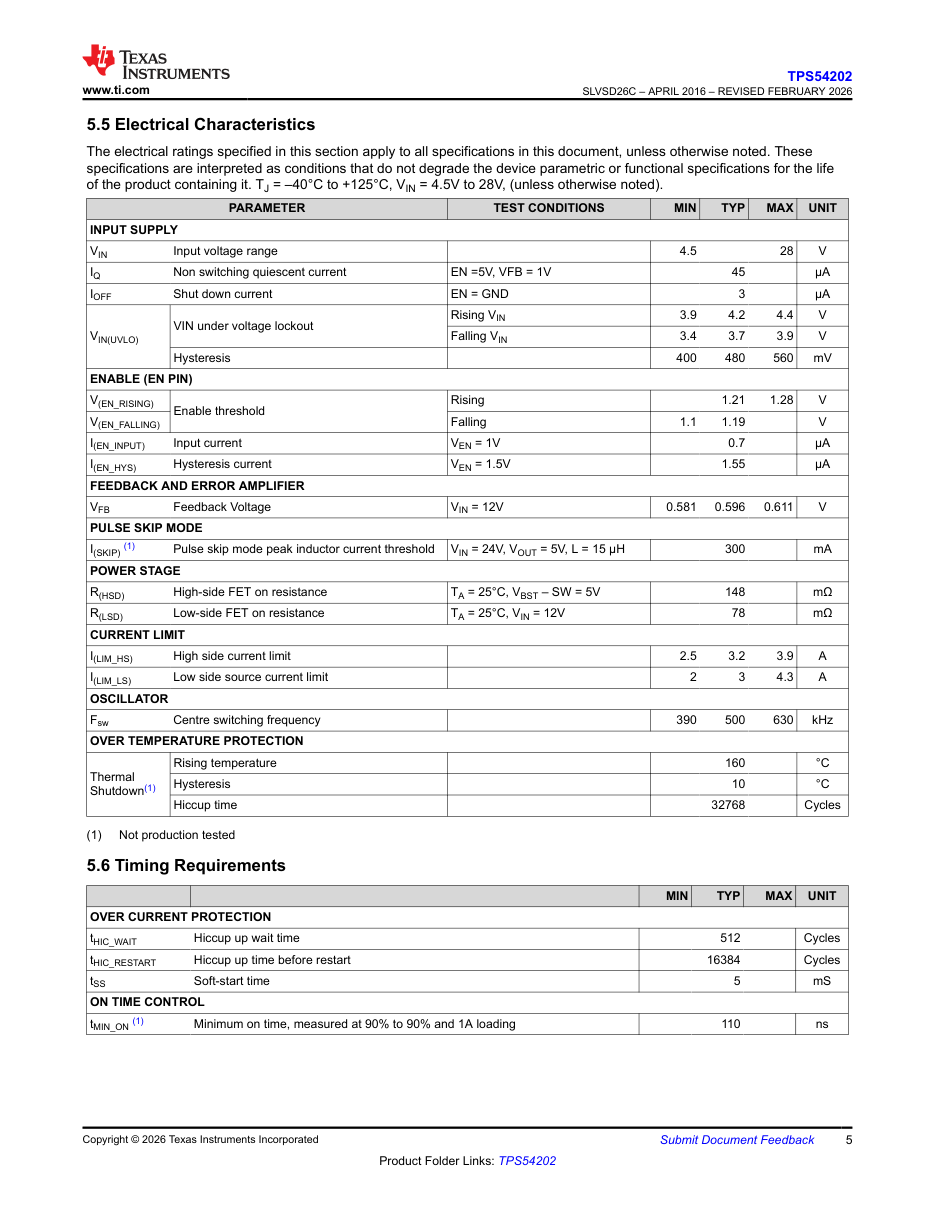 TEXAS
INSTRUMENTS
www.ti.com
TPS54202
SLVSD26C – APRIL 2016 – REVISED FEBRUARY 2026
5.5 Electrical Characteristics
The electrical ratings specified in this section apply to all specifications in this document, unless otherwise noted. These
specifications are interpreted as conditions that do not degrade the device parametric or functional specifications for the life
of the product containing it. TJ = –40°C to +125°C, VIN = 4.5V to 28V, (unless otherwise noted).
PARAMETER TEST CONDITIONS MIN TYP MAX UNIT
INPUT SUPPLY
VIN Input voltage range 4.5 28 V
IQ Non switching quiescent current EN =5V, VFB = 1V 45 µA
IOFF Shut down current EN = GND 3 µA
VIN(UVLO) VIN under voltage lockout Rising VIN 3.9 4.2 4.4 V
Falling VIN 3.4 3.7 3.9 V
Hysteresis 400 480 560 mV
ENABLE (EN PIN)
V(EN_RISING) Enable threshold Rising 1.21 1.28 V
V(EN_FALLING) Falling 1.1 1.19 V
I(EN_INPUT) Input current VEN = 1V 0.7 µA
I(EN_HYS) Hysteresis current VEN = 1.5V 1.55 µA
FEEDBACK AND ERROR AMPLIFIER
VFB Feedback Voltage VIN = 12V 0.581 0.596 0.611 V
PULSE SKIP MODE
I(SKIP) (1) Pulse skip mode peak inductor current threshold VIN = 24V, VOUT = 5V, L = 15 µH 300 mA
POWER STAGE
R(HSD) High-side FET on resistance TA = 25°C, VBST – SW = 5V 148 mΩ
R(LSD) Low-side FET on resistance TA = 25°C, VIN = 12V 78 mΩ
CURRENT LIMIT
I(LIM_HS) High side current limit 2.5 3.2 3.9 A
I(LIM_LS) Low side source current limit 2 3 4.3 A
OSCILLATOR
Fsw Centre switching frequency 390 500 630 kHz
OVER TEMPERATURE PROTECTION
Thermal Shutdown(1) Rising temperature 160 °C
Hysteresis 10 °C
Hiccup time 32768 Cycles
(1) Not production tested
5.6 Timing Requirements
MIN TYP MAX UNIT
OVER CURRENT PROTECTION
tHIC_WAIT Hiccup up wait time 512 Cycles
tHIC_RESTART Hiccup up time before restart 16384 Cycles
tSS Soft-start time 5 mS
ON TIME CONTROL
tMIN_ON (1) Minimum on time, measured at 90% to 90% and 1A loading 110 ns
Copyright © 2026 Texas Instruments Incorporated
Submit Document Feedback 5
Product Folder Links: TPS54202